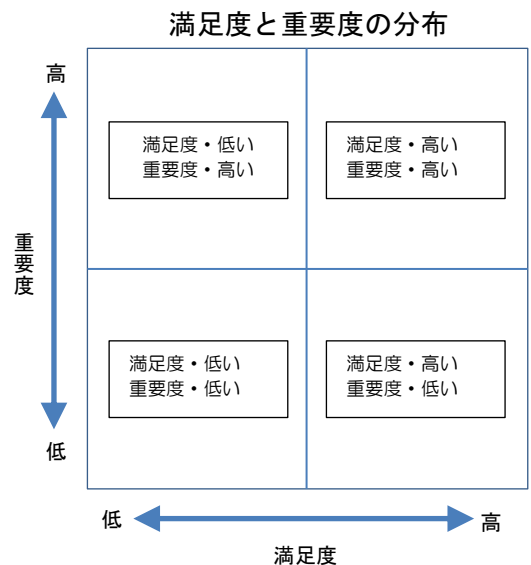 満足度と重要度の分布
高
満足度・低い
重要度・高い
満足度・高い
重要度・高い
重要度
満足度・低い
重要度・低い
満足度・高い
重要度・低い
低
低
高
満足度